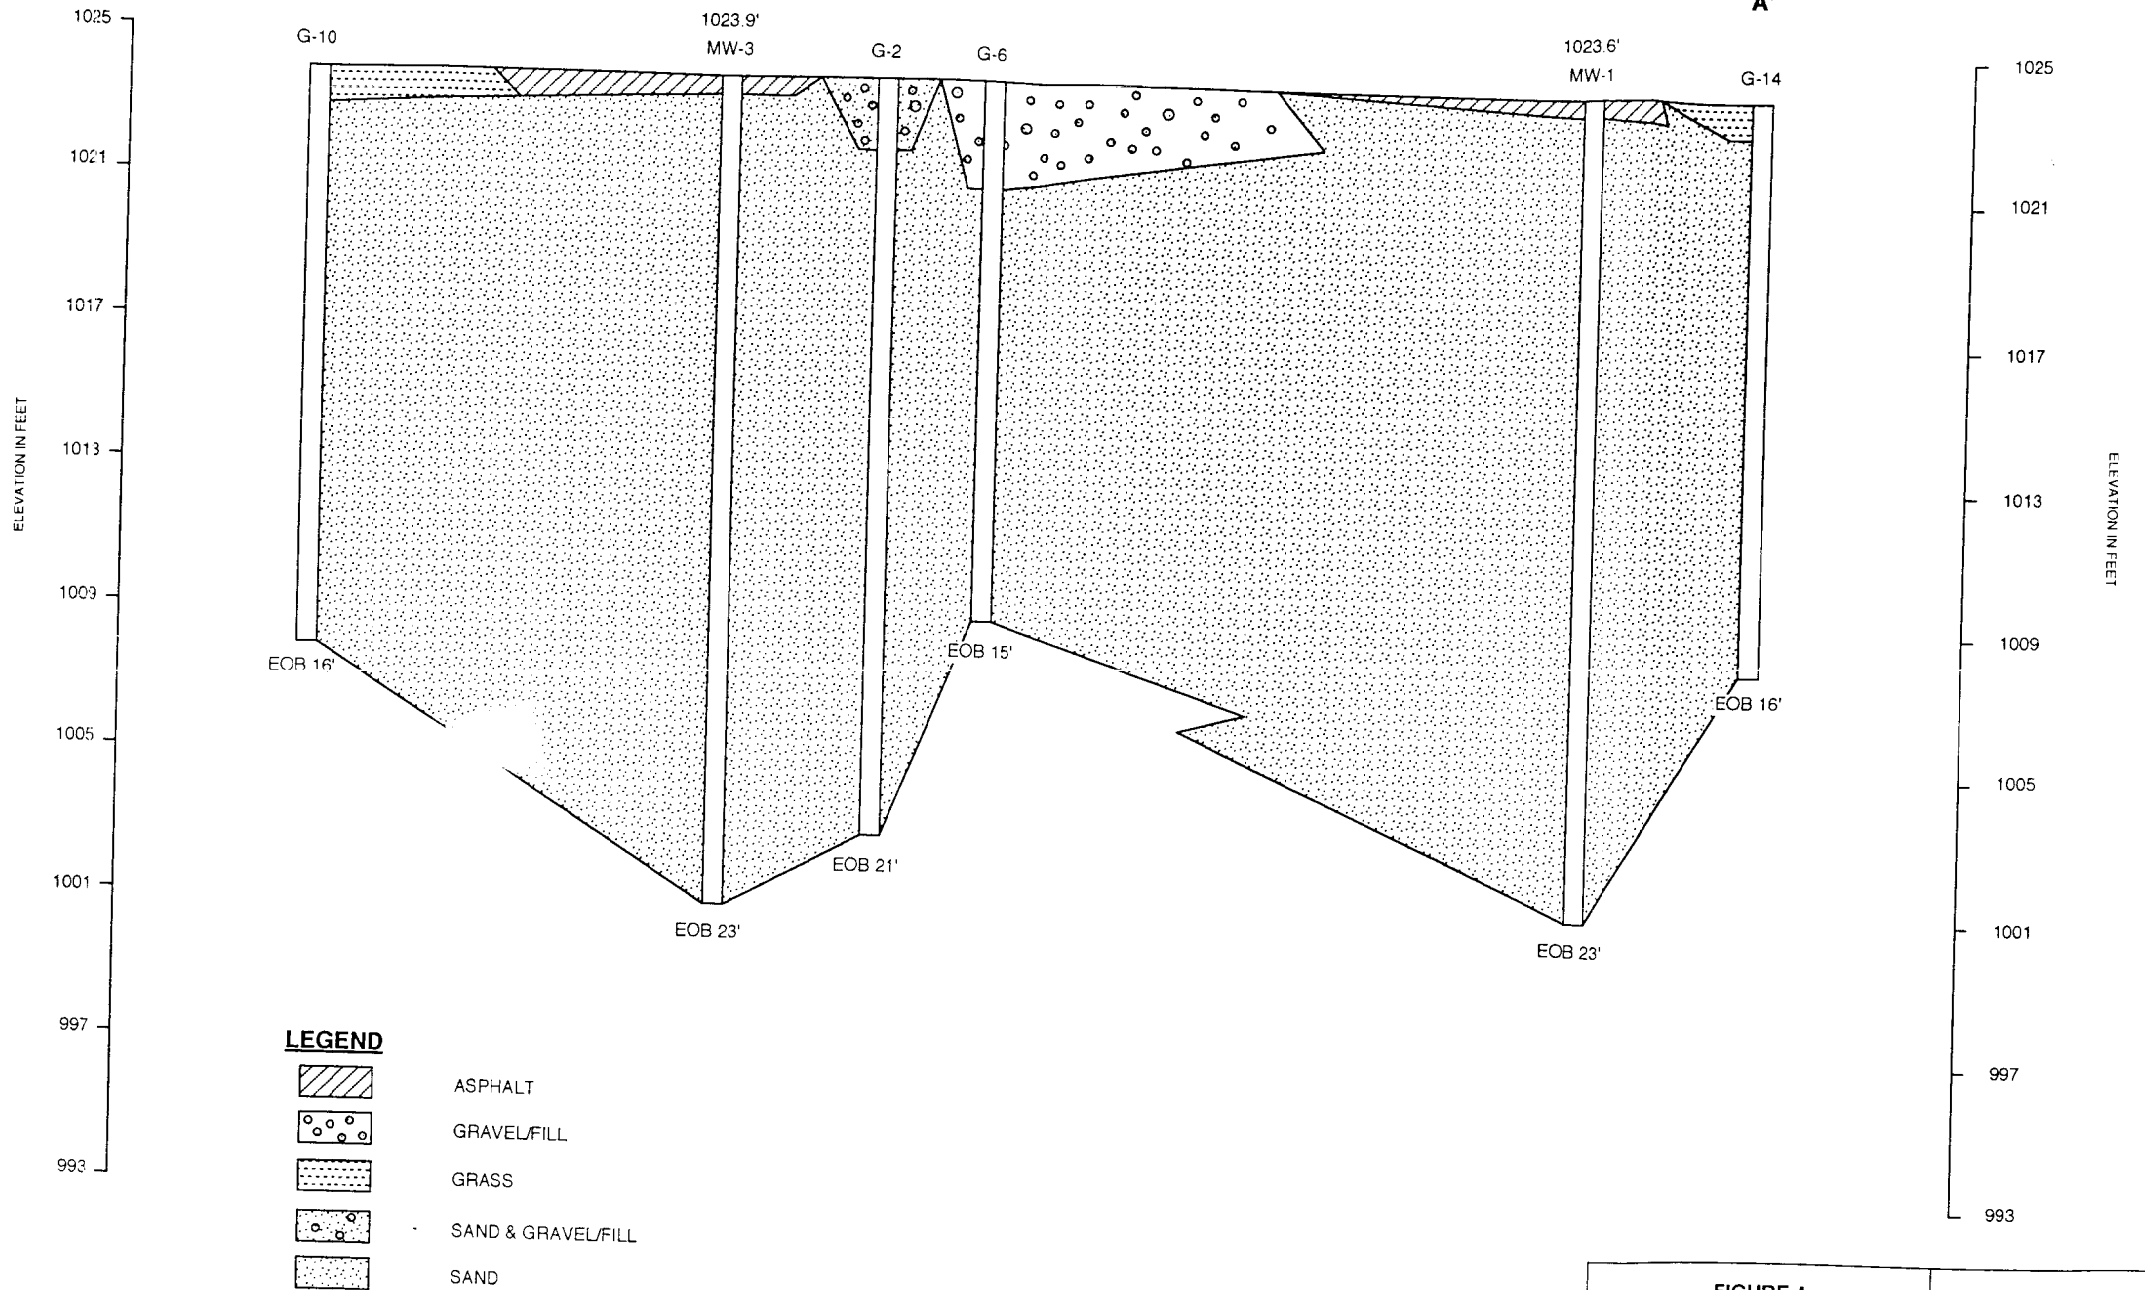 A'
1025
1023.9'
1023.6'
G-10
MW-3
G-2
G-6
MW-1
G-14
1025
1021
1021
1017
1017
ELEVATION IN FEET
1013
1013
ELEVATION IN FEET
1009
1009
EOB 16'
EOB 15'
EOB 16'
1005
1005
EOB 21'
1001
1001
EOB 23'
EOB 23'
997
997
993
993
LEGEND
ASPHALT
GRAVEL/FILL
GRASS
SAND & GRAVEL/FILL
SAND